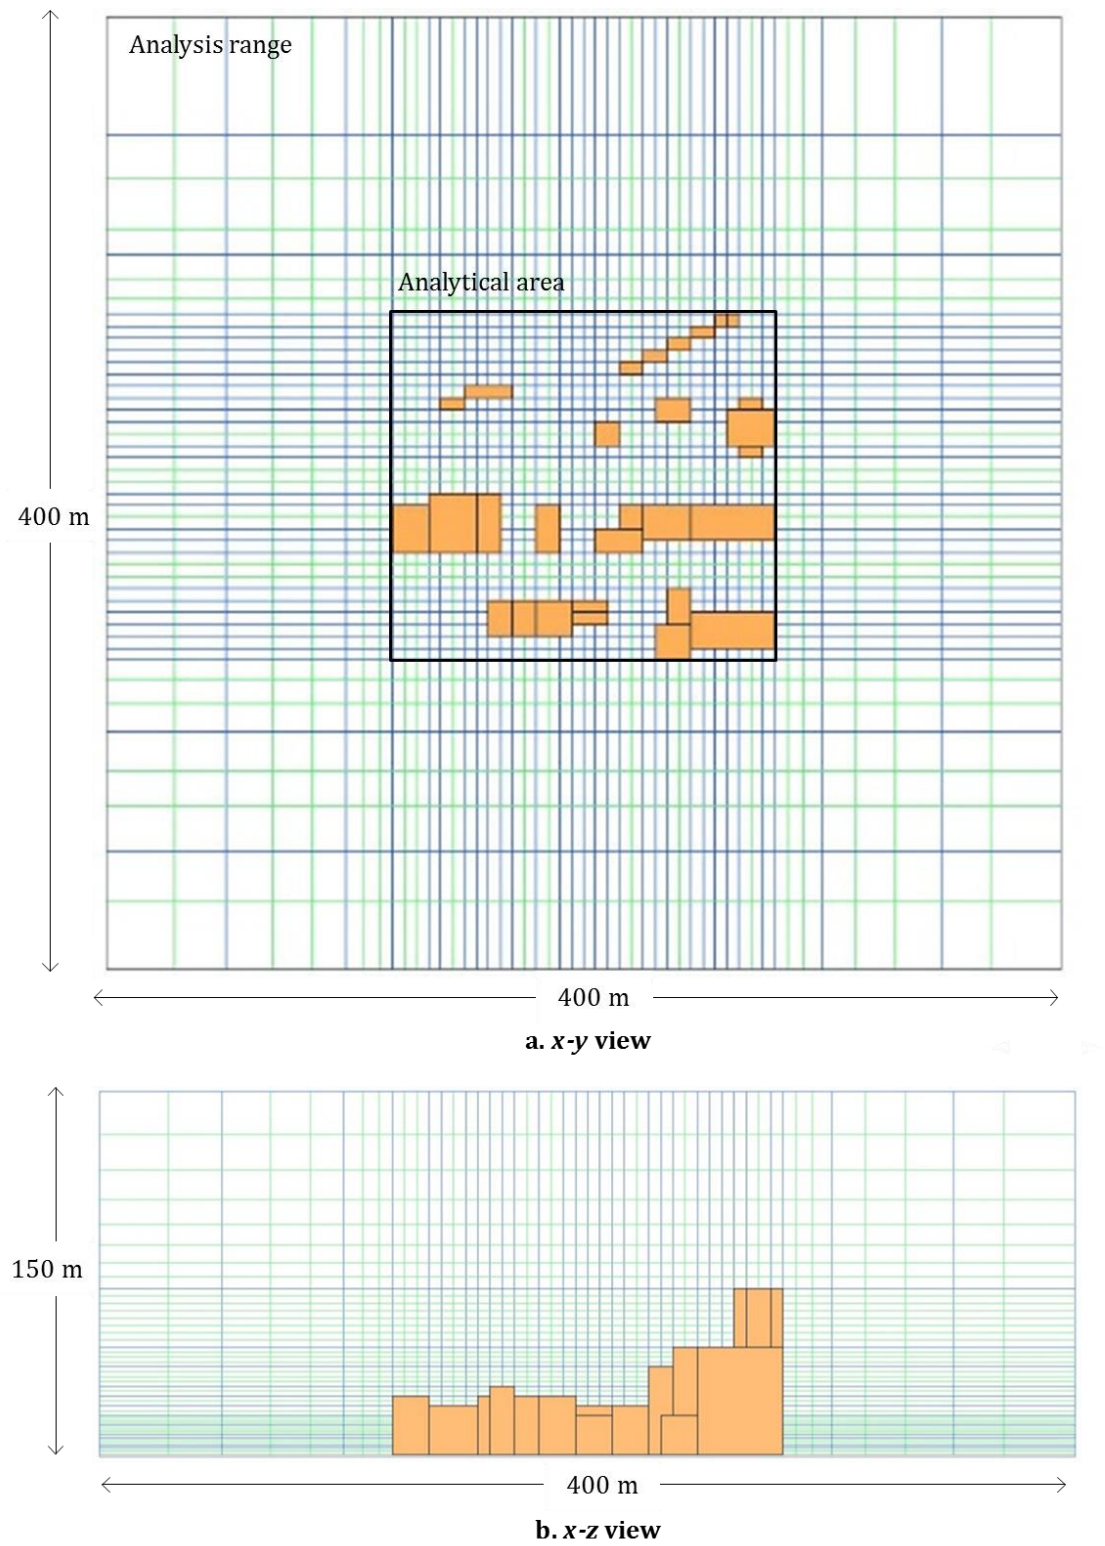 Analysis range
Analytical area
400 m
400 m
a. x-y view
150 m
400 m
b. x-z view